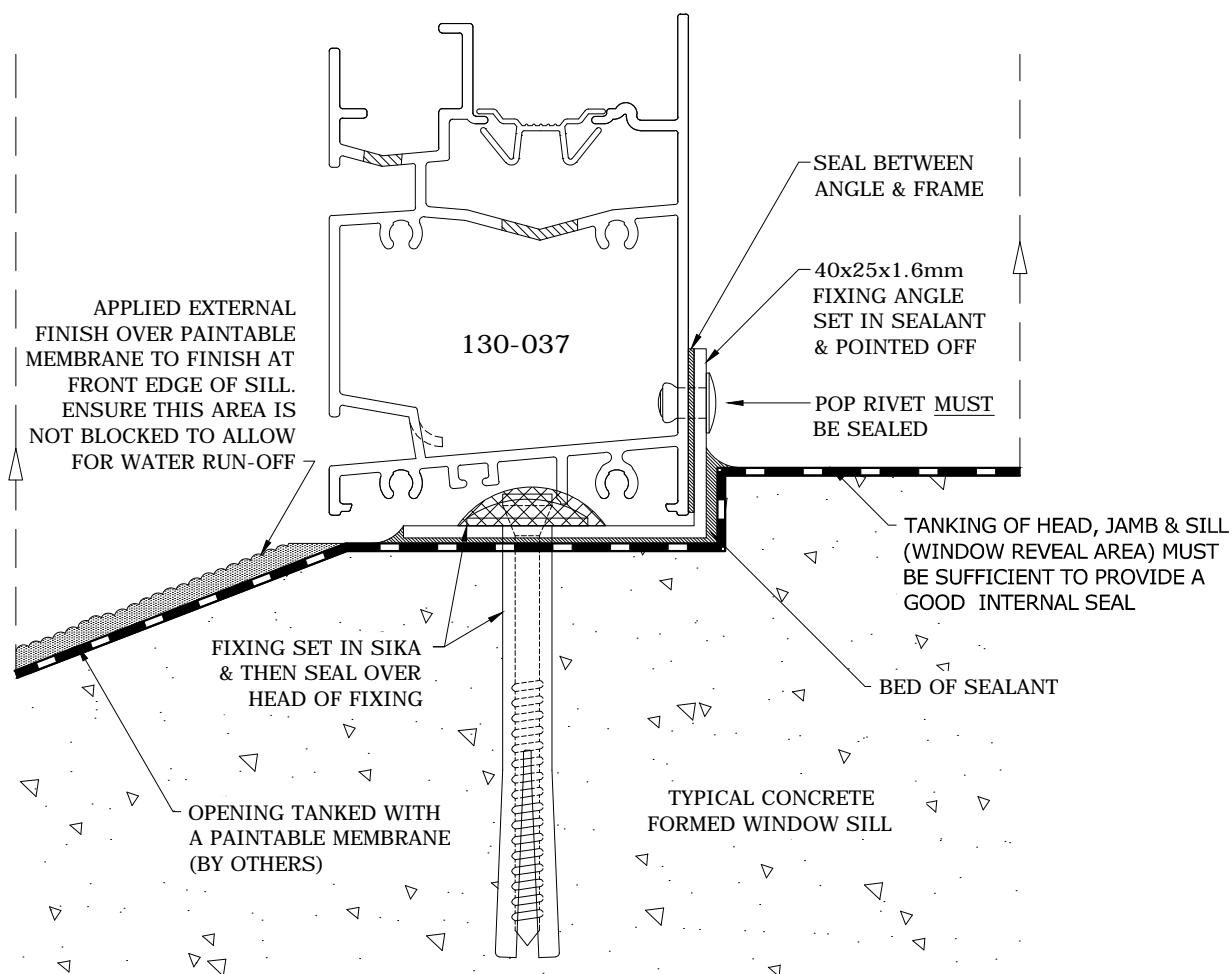 SEAL BETWEEN
ANGLE & FRAME
40x25x1.6mm
FIXING ANGLE
SET IN SEALANT
& POINTED OFF
APPLIED EXTERNAL
FINISH OVER PAINTABLE
MEMBRANE TO FINISH AT
FRONT EDGE OF SILL.
ENSURE THIS AREA IS
NOT BLOCKED TO ALLOW
FOR WATER RUN-OFF
130-037
POP RIVET MUST
BE SEALED
TANKING OF HEAD, JAMB & SILL
(WINDOW REVEAL AREA) MUST
BE SUFFICIENT TO PROVIDE A
GOOD INTERNAL SEAL
FIXING SET IN SIKA
& THEN SEAL OVER
HEAD OF FIXING
BED OF SEALANT
OPENING TANKED WITH
A PAINTABLE MEMBRANE
(BY OTHERS)
TYPICAL CONCRETE
FORMED WINDOW SILL